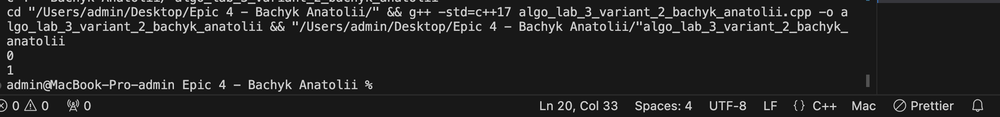 cd "/Users/admin/Desktop/Epic 4 - Bachyk Anatolii/" && g++ -std=c++17 algo_lab_3_variant_2_bachyk_anatolii.cpp -o a
lgo_lab_3_variant_2_bachyk_anatolii && "/Users/admin/Desktop/Epic 4 - Bachyk Anatolii/"algo_lab_3_variant_2_bachyk_
anatolii
0
1
admin@MacBook-Pro-admin Epic 4 - Bachyk Anatolii %
0 0 0 Ln 20, Col 33 Spaces: 4 UTF-8 LF {} C++ Mac Prettier